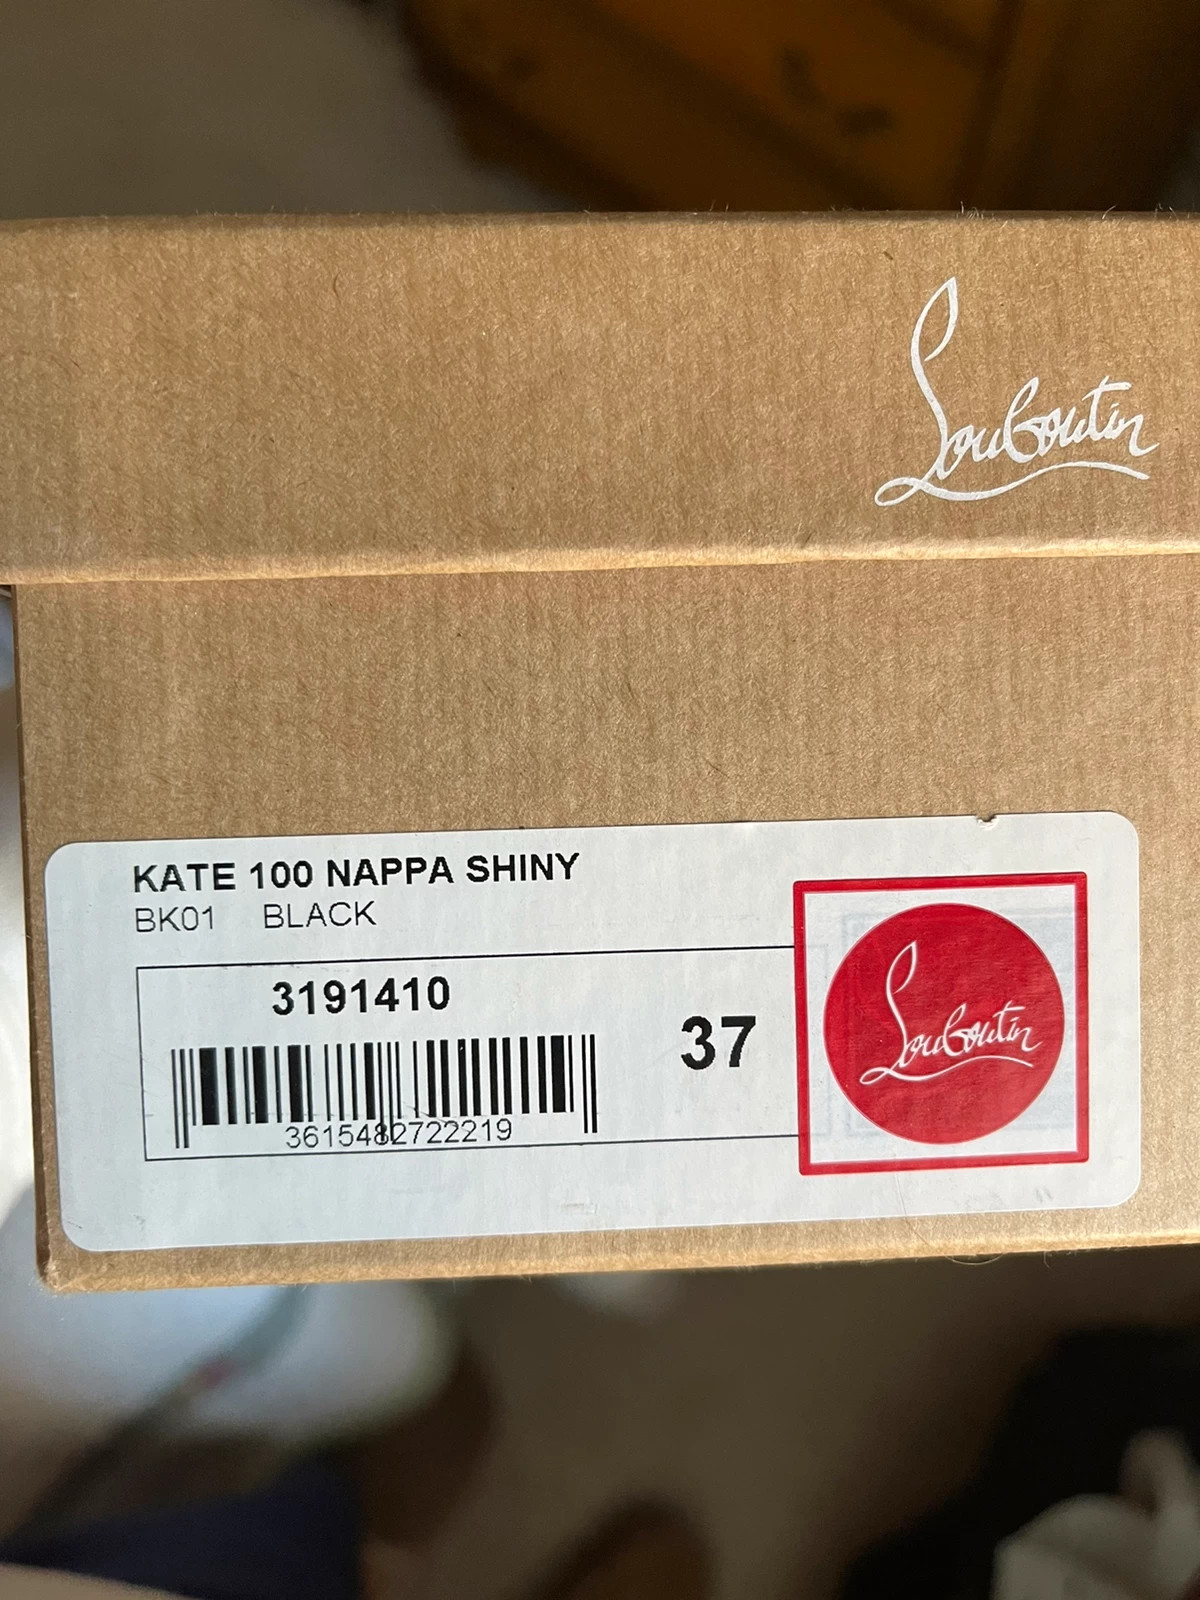 Louboutin
KATE 100 NAPPA SHINY
BK01 BLACK
3191410
37
3615482722219
Louboutin